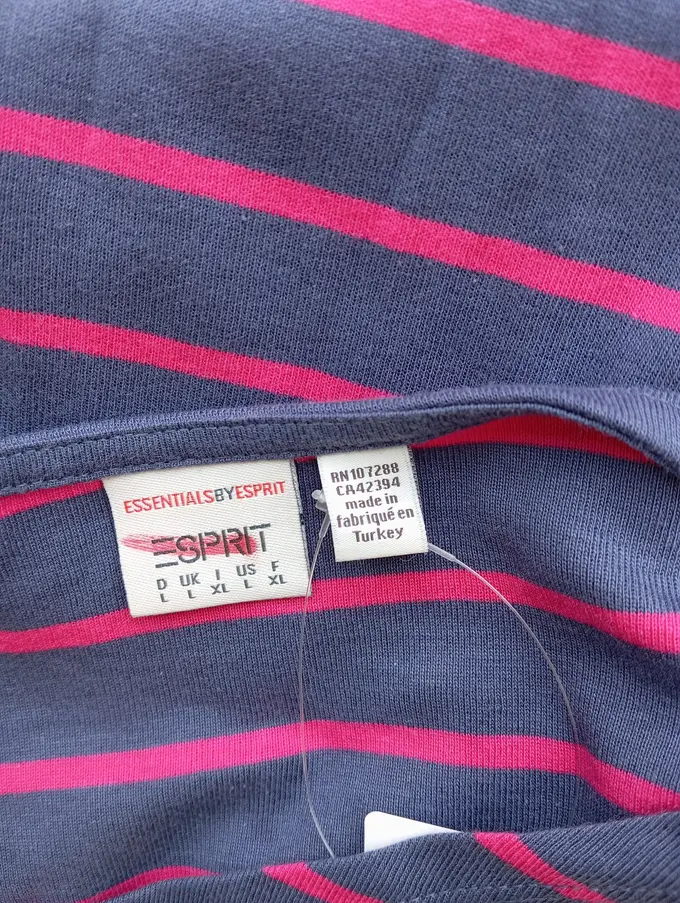 ESSENTIALSBYESPRIT
ESPRIT
D UK I US F
L L XL L XL
RN107288
CA42394
made in
fabriqué en
Turkey